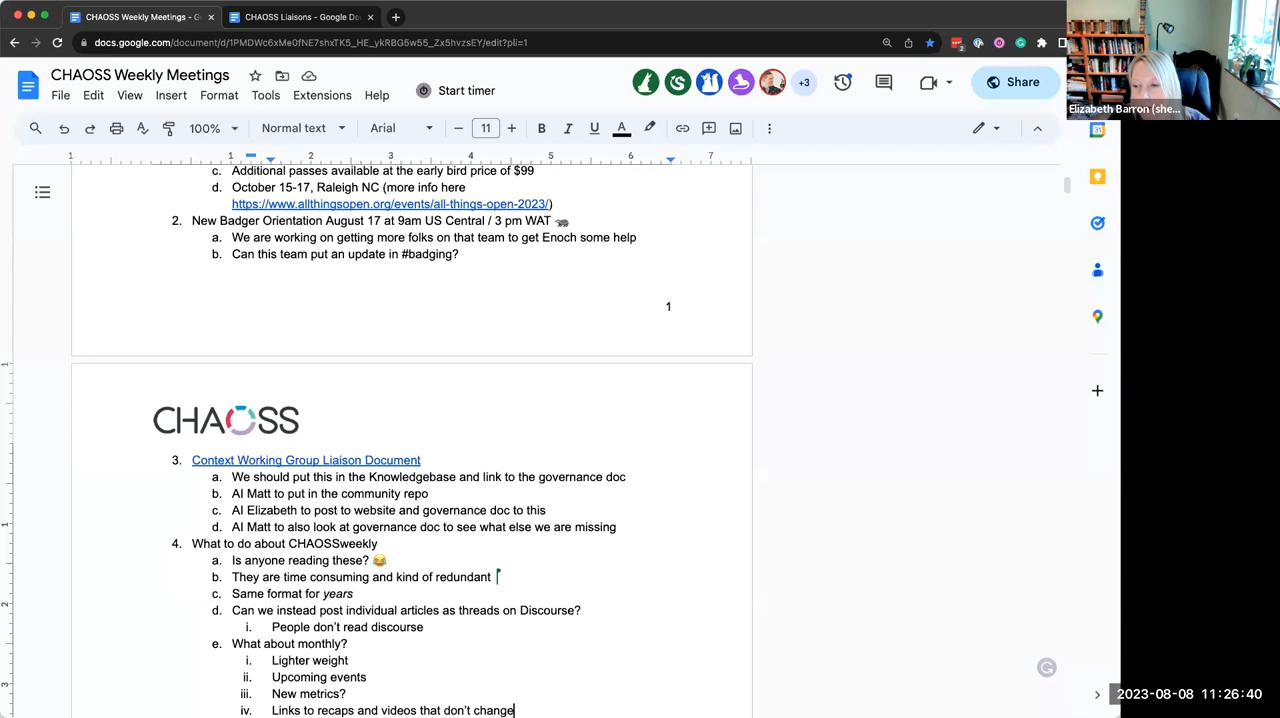 CHAOSS Weekly Meetings - G
CHAOSS Liaisons - Google Do
docs.google.com/document/d/1PMDWc6xMe0fNE7shxTK5_HE_ykRBG5w55_Zx5hvzsEY/edit?pli=1
CHAOSS Weekly Meetings
File Edit View Insert Format Tools Extensions Help
Start timer
+3
Share
Elizabeth Barron (she...
100% Normal text Arial 11
1 1 2 3 4 5 6 7
c. Additional passes available at the early bird price of $99
d. October 15-17, Raleigh NC (more info here
https://www.allthingsopen.org/events/all-things-open-2023/)
2. New Badger Orientation August 17 at 9am US Central / 3 pm WAT 🦡
a. We are working on getting more folks on that team to get Enoch some help
b. Can this team put an update in #badging?
1
CHAOSS
3. Context Working Group Liaison Document
a. We should put this in the Knowledgebase and link to the governance doc
b. AI Matt to put in the community repo
c. AI Elizabeth to post to website and governance doc to this
d. AI Matt to also look at governance doc to see what else we are missing
4. What to do about CHAOSSweekly
a. Is anyone reading these? 😂
b. They are time consuming and kind of redundant
c. Same format for years
d. Can we instead post individual articles as threads on Discourse?
i. People don't read discourse
e. What about monthly?
i. Lighter weight
ii. Upcoming events
iii. New metrics?
iv. Links to recaps and videos that don't change
2023-08-08 11:26:40